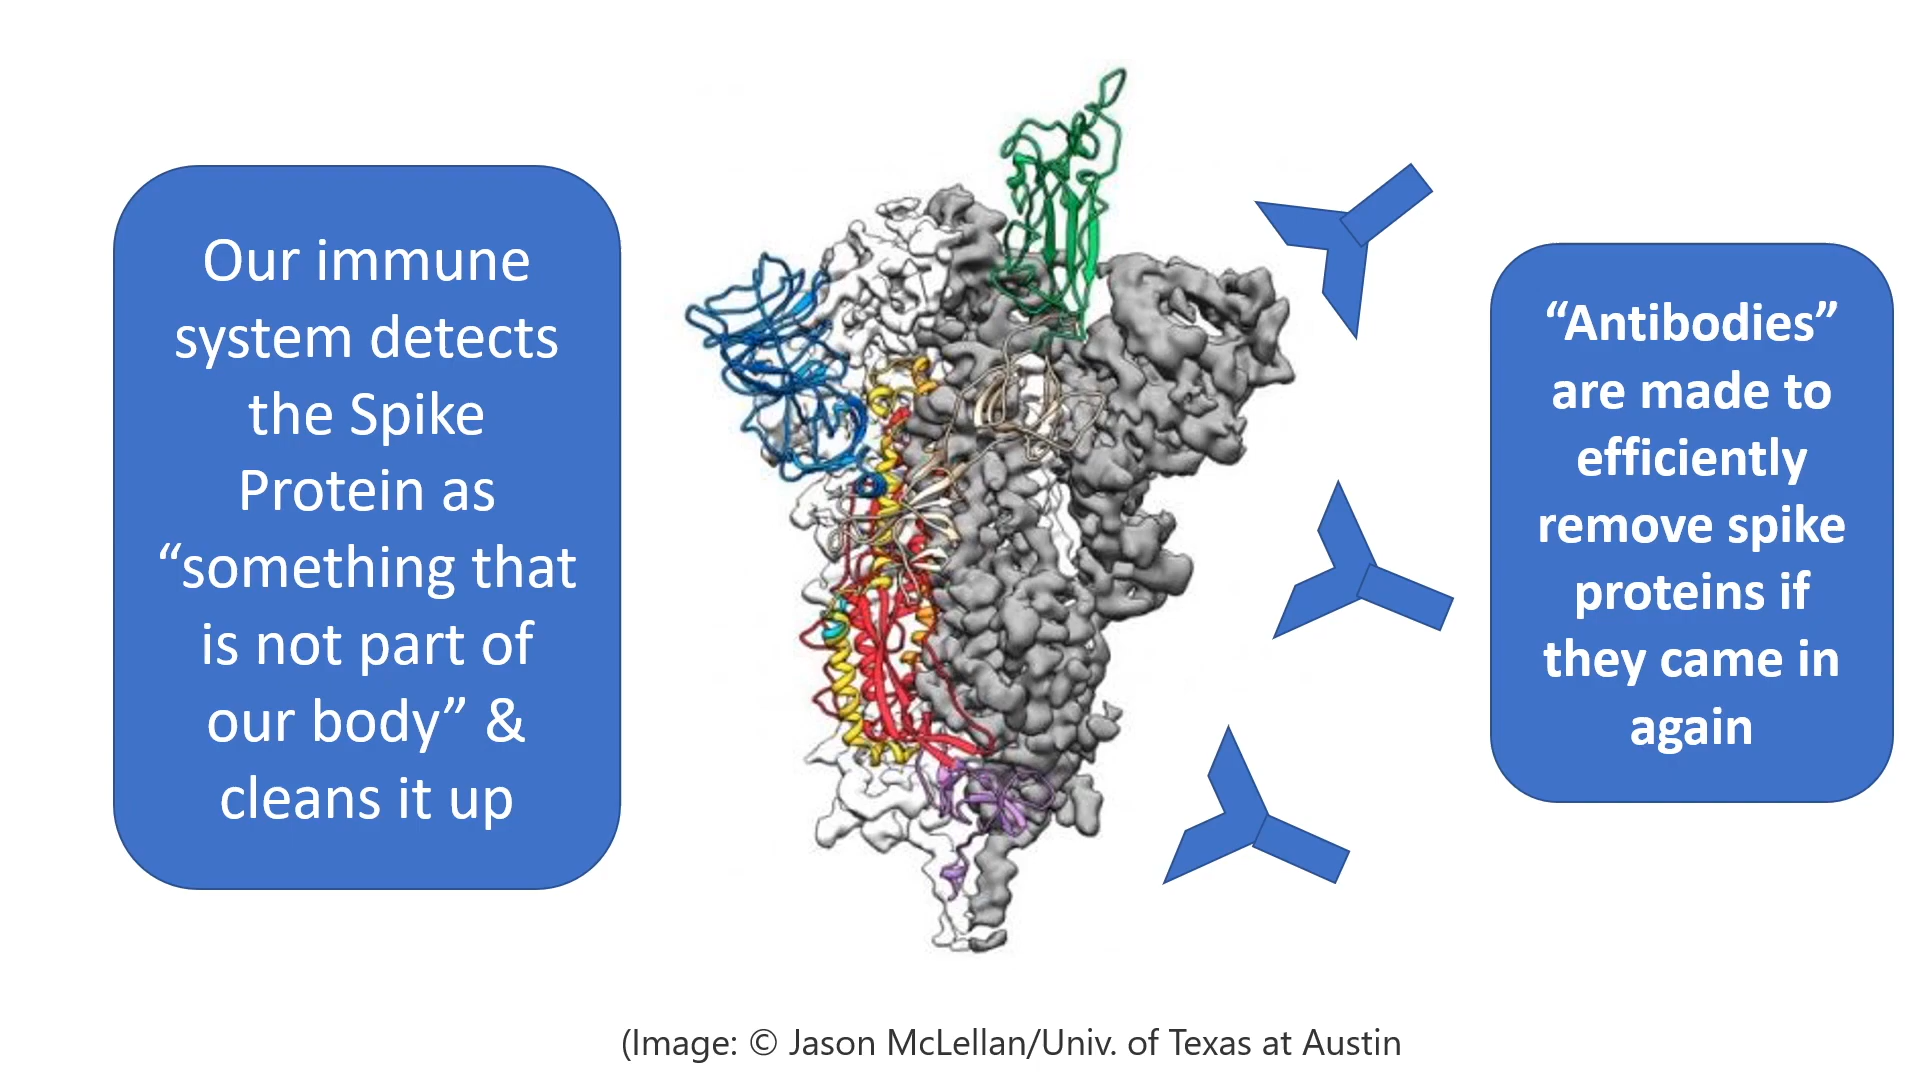 Our immune
system detects
the Spike
Protein as
“something that
is not part of
our body” &
cleans it up
“Antibodies”
are made to
efficiently
remove spike
proteins if
they came in
again
(Image: © Jason McLellan/Univ. of Texas at Austin